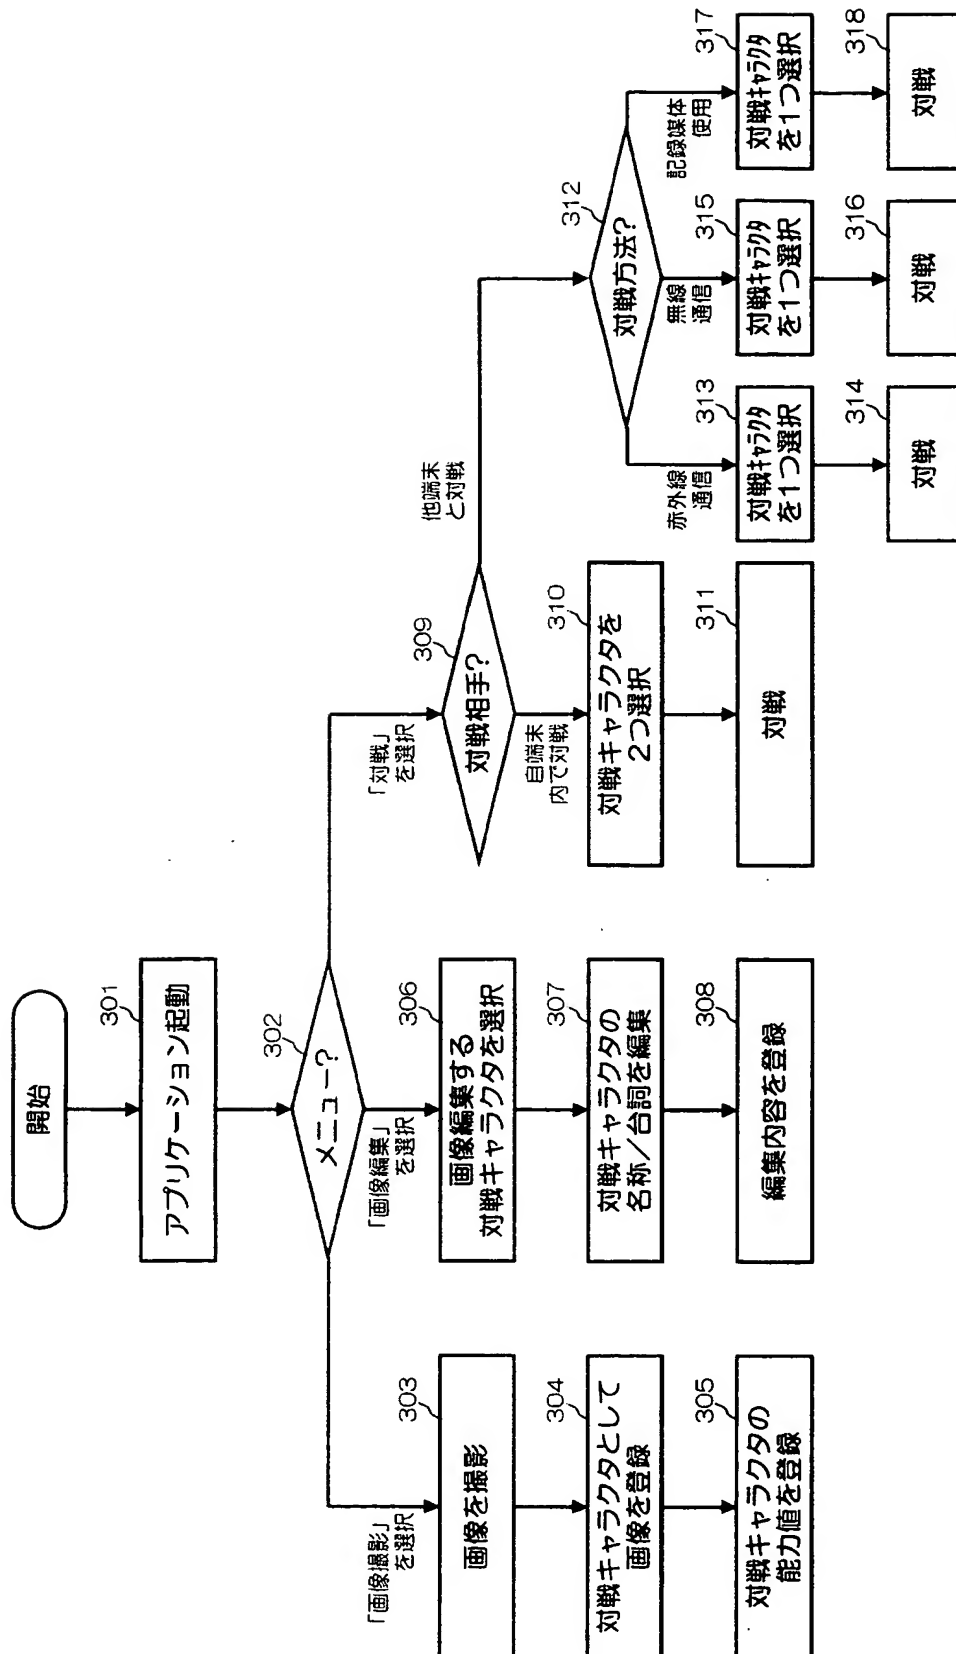 開始
301
アプリケーション起動
302
メニュー?
「画像撮影」
を選択
303
画像を撮影
304
対戦キャラクタとして
画像を登録
305
対戦キャラクタの
能力値を登録
「画像編集」
を選択
306
画像編集する
対戦キャラクタを選択
307
対戦キャラクタの
名称/台詞を編集
308
編集内容を登録
「対戦」
を選択
309
対戦相手?
自端末
内で対戦
310
対戦キャラクタを
2つ選択
311
対戦
他端末
と対戦
312
対戦方法?
赤外線
通信
313
対戦キャラクタ
を1つ選択
314
対戦
無線
通信
315
対戦キャラクタ
を1つ選択
316
対戦
記録媒体
使用
317
対戦キャラクタ
を1つ選択
318
対戦